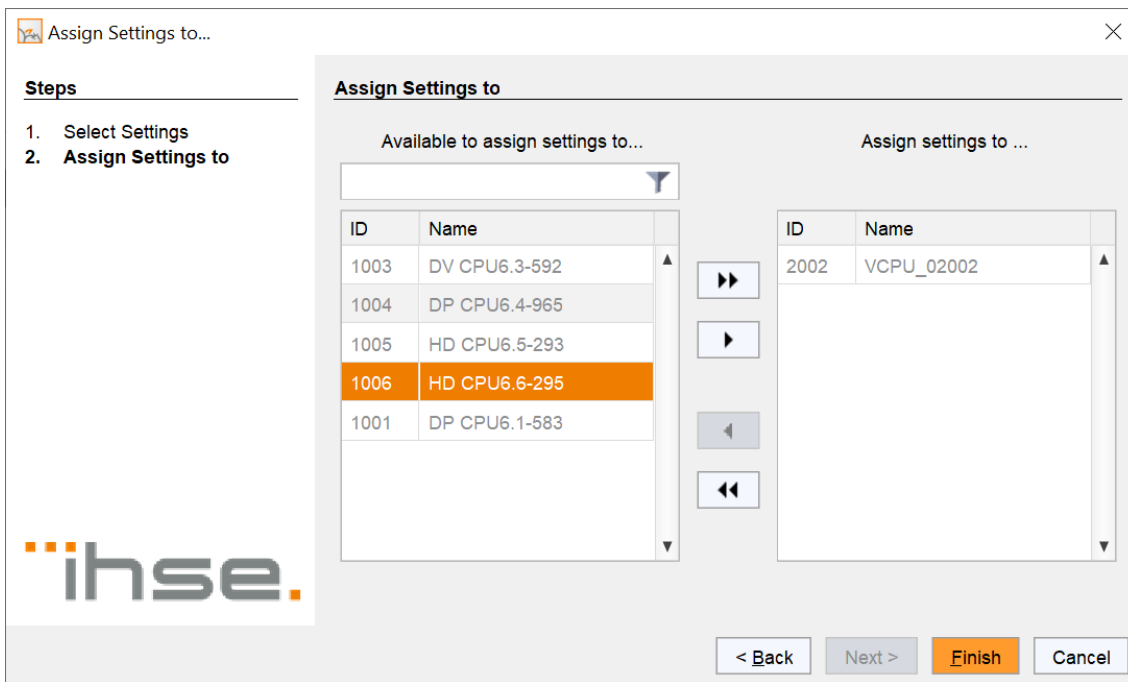 Assign Settings to...
Steps
1. Select Settings
2. Assign Settings to
Assign Settings to
Available to assign settings to...
ID Name
1003 DV CPU6.3-592
1004 DP CPU6.4-965
1005 HD CPU6.5-293
1006 HD CPU6.6-295
1001 DP CPU6.1-583
Assign settings to ...
ID Name
2002 VCPU_02002
ihse.
< Back Next > Finish Cancel